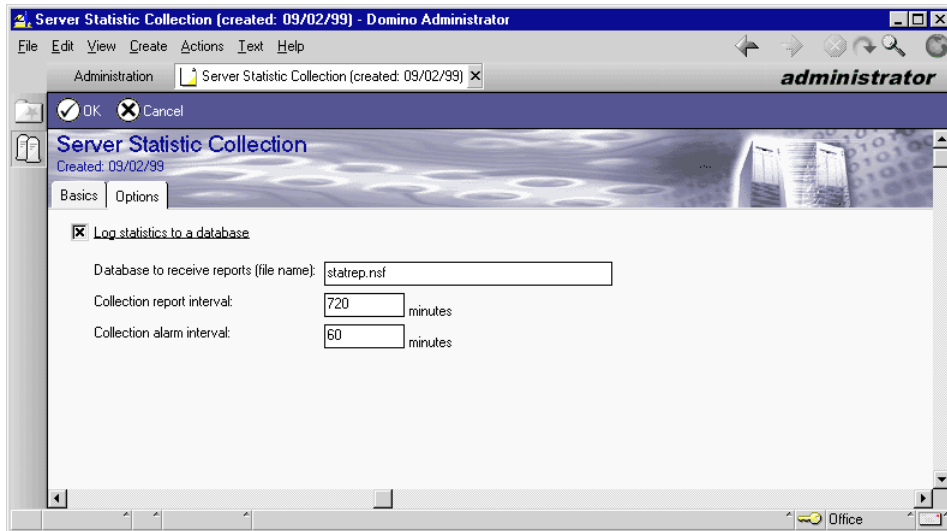 Server Statistic Collection (created: 09/02/99) - Domino Administrator
File Edit View Create Actions Text Help
Administration Server Statistic Collection (created: 09/02/99)
administrator
OK Cancel
Server Statistic Collection
Created: 09/02/99
Basics Options
Log statistics to a database
Database to receive reports (file name): statrep.nsf
Collection report interval: 720 minutes
Collection alarm interval: 60 minutes
Office